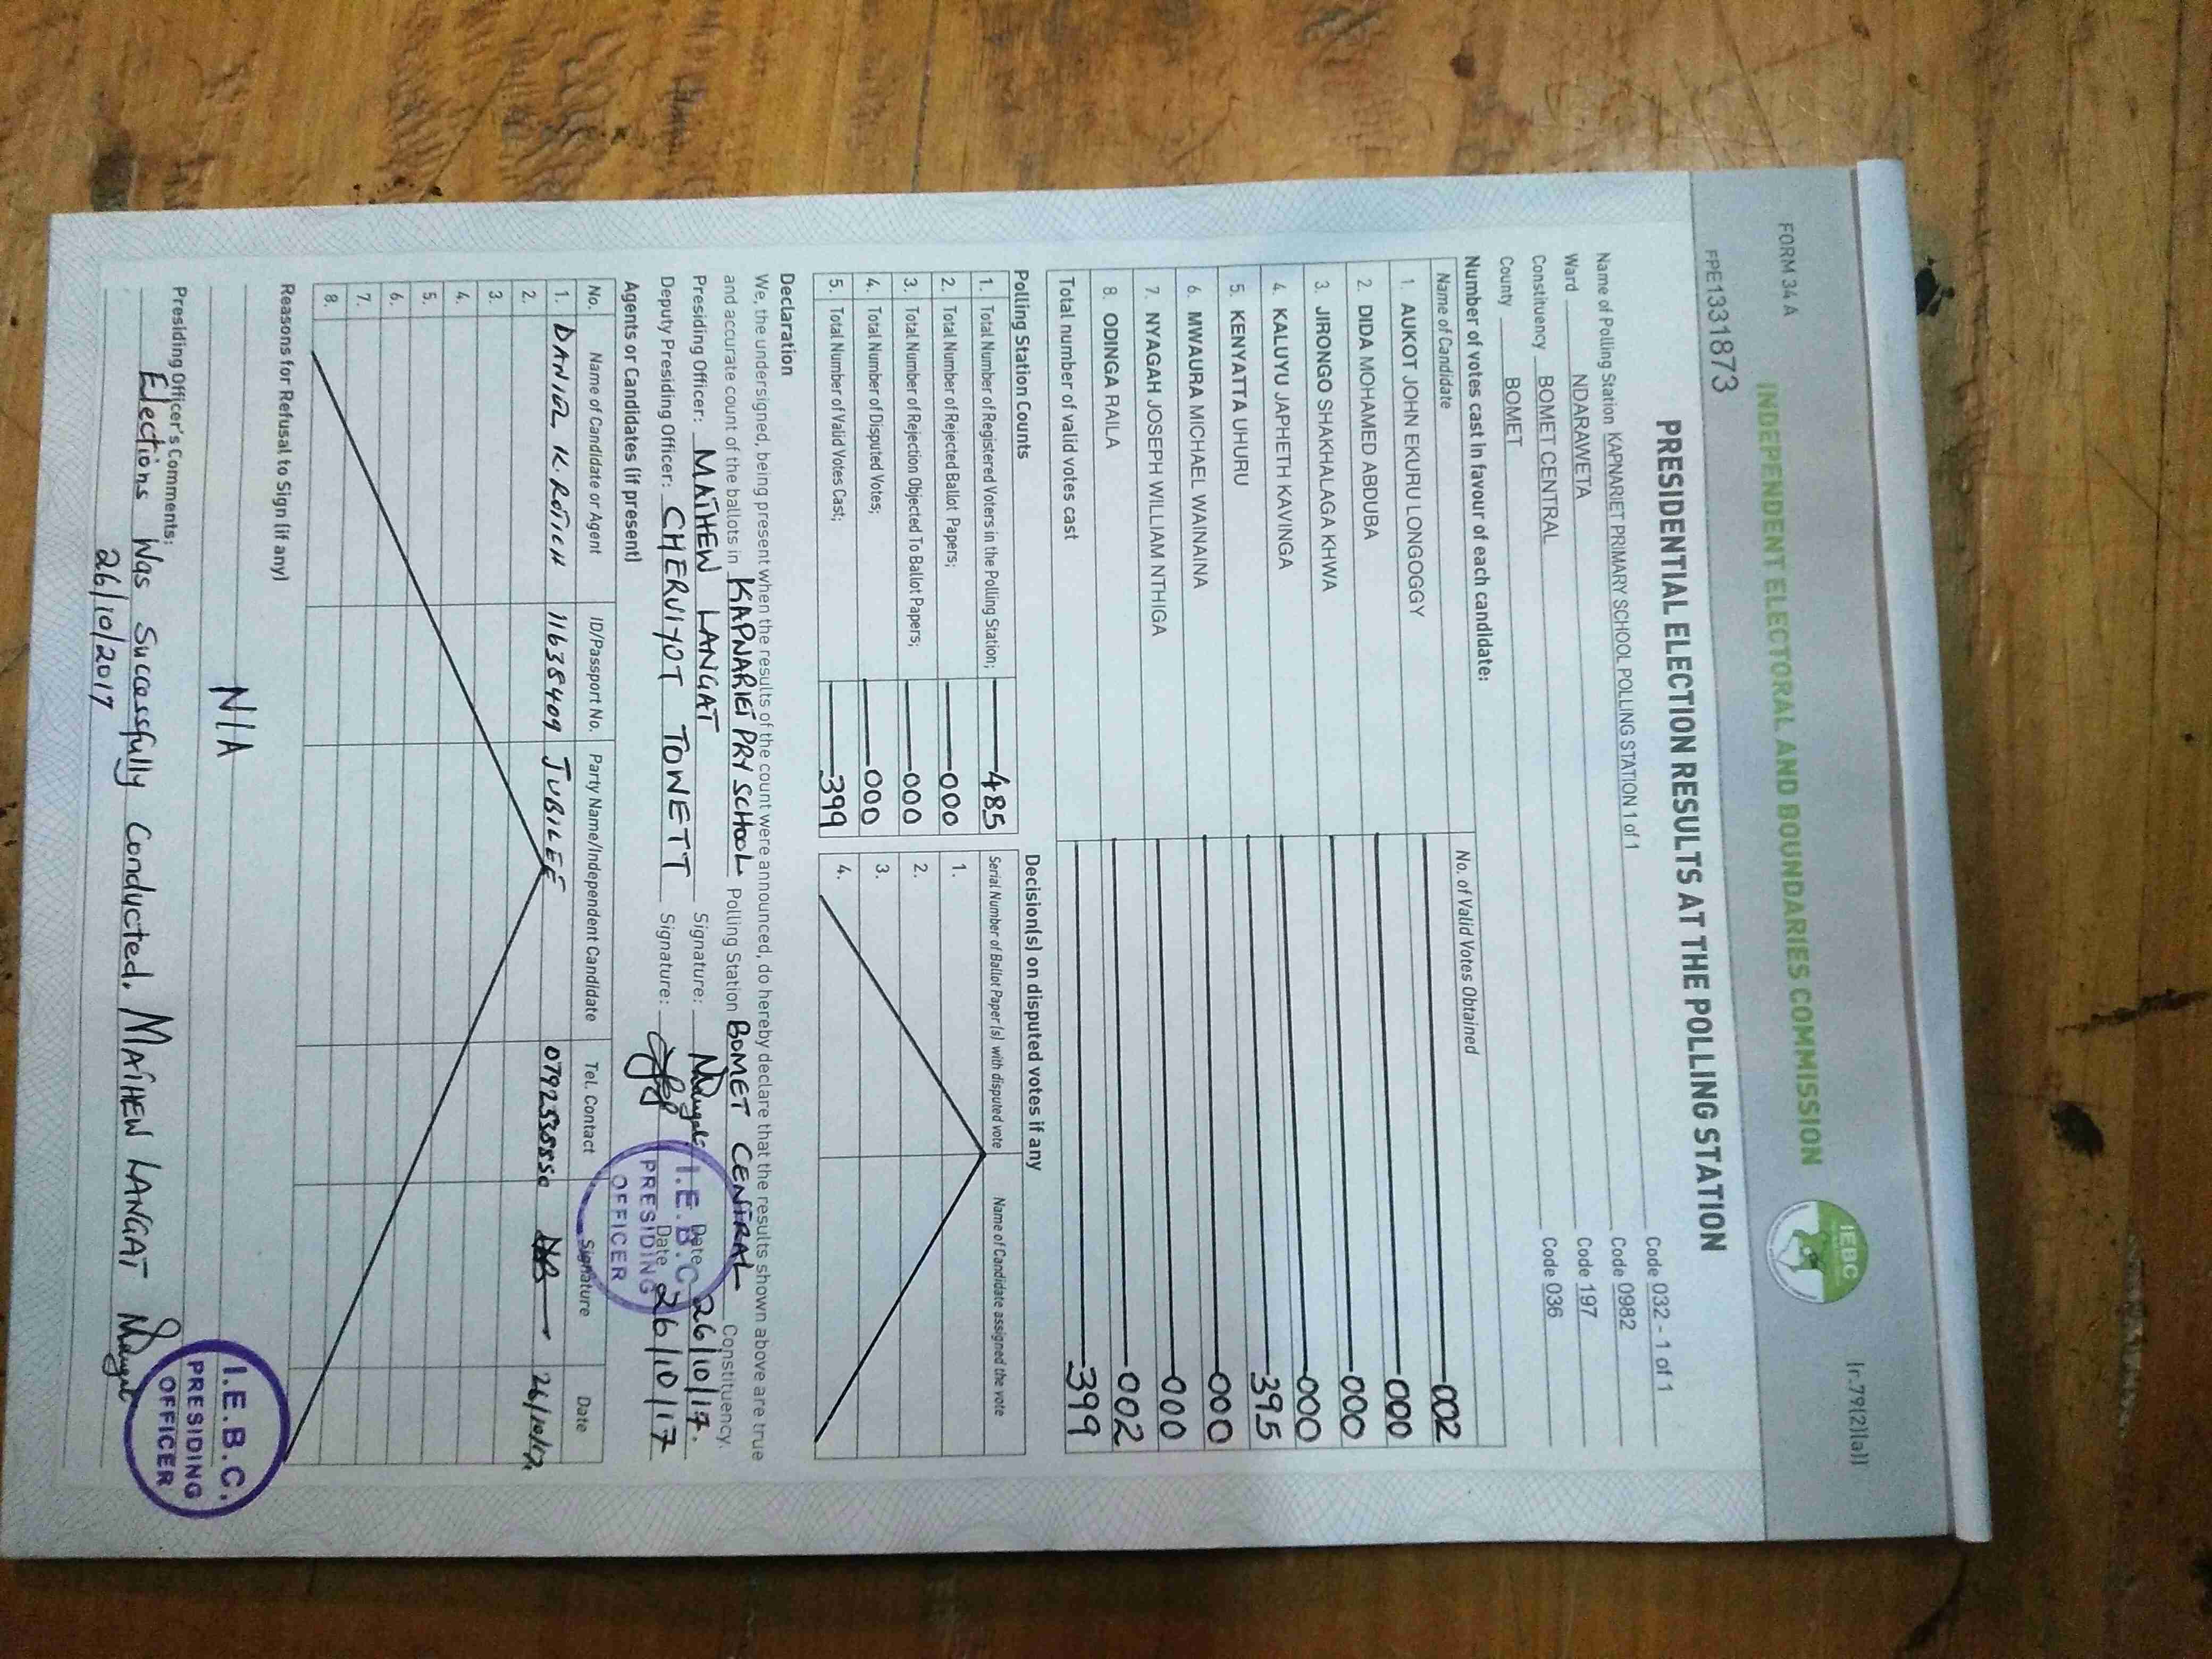 FORM 34 A
[r.79(2)(a)]
INDEPENDENT ELECTORAL AND BOUNDARIES COMMISSION
IEBC
FPE1331873
PRESIDENTIAL ELECTION RESULTS AT THE POLLING STATION
Name of Polling Station KAPNARIET PRIMARY SCHOOL POLLING STATION 1 of 1 Code 032 - 1 of 1
Ward NDARAWETA Code 0982
Constituency BOMET CENTRAL Code 197
County BOMET Code 036
Number of votes cast in favour of each candidate:
Name of Candidate No. of Valid Votes Obtained
1. AUKOT JOHN EKURU LONGOGGY 002
2. DIDA MOHAMED ABDUBA 000
3. JIRONGO SHAKHALAGA KHWA 000
4. KALUYU JAPHETH KAVINGA 000
5. KENYATTA UHURU 395
6. MWAURA MICHAEL WAINAINA 000
7. NYAGAH JOSEPH WILLIAM NTHIGA 000
8. ODINGA RAILA 002
Total number of valid votes cast 399
Polling Station Counts
1. Total Number of Registered Voters in the Polling Station; 485
2. Total Number of Rejected Ballot Papers; 000
3. Total Number of Rejection Objected To Ballot Papers; 000
4. Total Number of Disputed Votes; 000
5. Total Number of Valid Votes Cast; 399
Decision(s) on disputed votes if any
Serial Number of Ballot Paper (s) with disputed vote Name of Candidate assigned the vote
1.
2.
3.
4.
Declaration
We, the undersigned, being present when the results of the count were announced, do hereby declare that the results shown above are true
and accurate count of the ballots in KAPNARIET PRY SCHOOL Polling Station BOMET CENTRAL Constituency.
Presiding Officer: MATHEW LANGAT Signature: Date 26/10/17.
Deputy Presiding Officer: CHERUIYOT TOWETT Signature: Date 26/10/17
I.E.B.C.
PRESIDING
OFFICER
Agents or Candidates (if present)
No. Name of Candidate or Agent ID/Passport No. Party Name/Independent Candidate Tel. Contact Signature Date
1. DANIEL K. ROTICH 11638409 JUBILEE 26/10/17
2.
3.
4.
5.
6.
7.
8.
Reasons for Refusal to Sign (if any)
N/A
Presiding Officer's Comments:
Elections Was Successfully Conducted. MATHEW LANGAT
26/10/2017
I.E.B.C.
PRESIDING
OFFICER